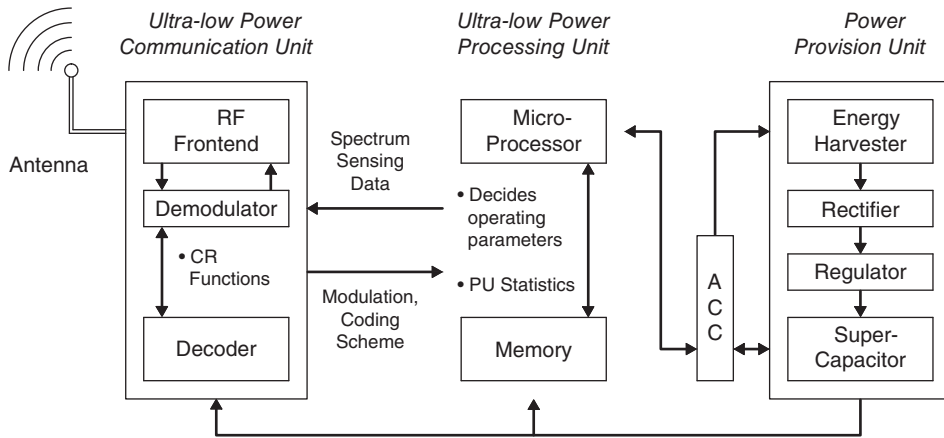 Ultra-low Power
Communication Unit
Ultra-low Power
Processing Unit
Power
Provision Unit
Antenna
RF
Frontend
Demodulator
• CR
Functions
Decoder
Spectrum
Sensing
Data
Modulation,
Coding
Scheme
Micro-
Processor
• Decides
operating
parameters
• PU Statistics
Memory
A
C
C
Energy
Harvester
Rectifier
Regulator
Super-
Capacitor